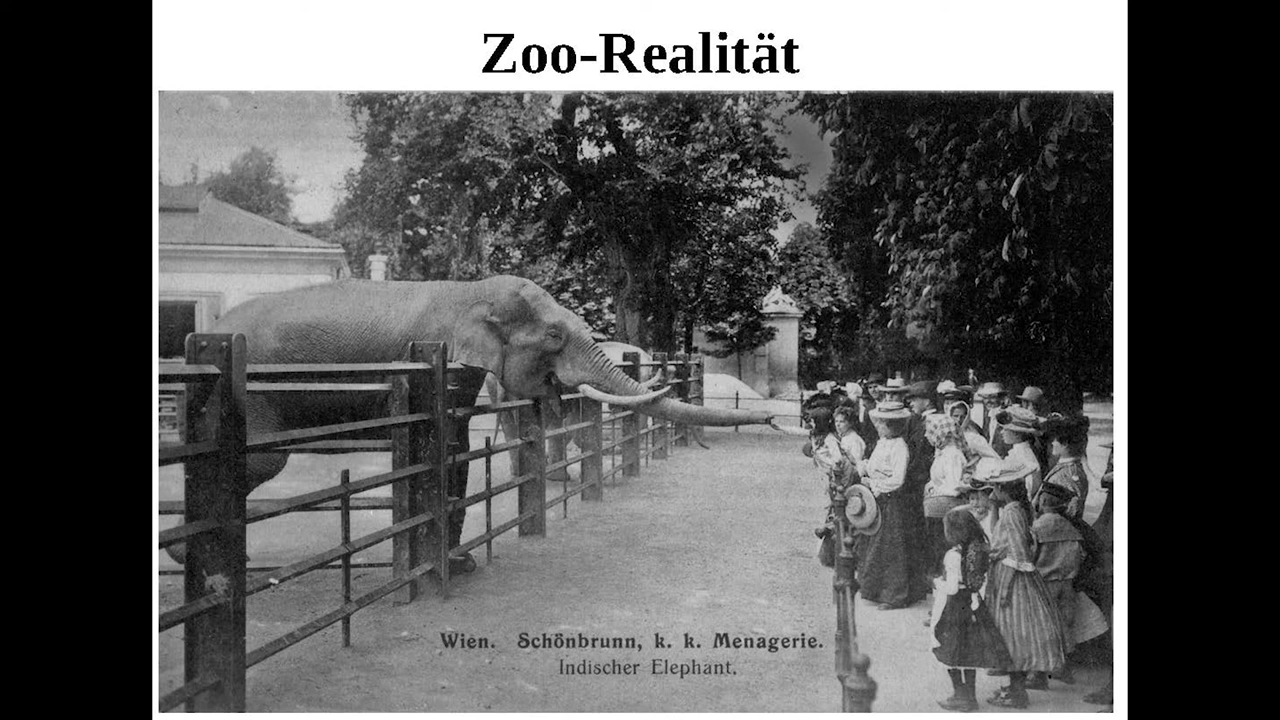 Zoo-Realität
Wien. Schönbrunn, k. k. Menagerie.
Indischer Elephant.